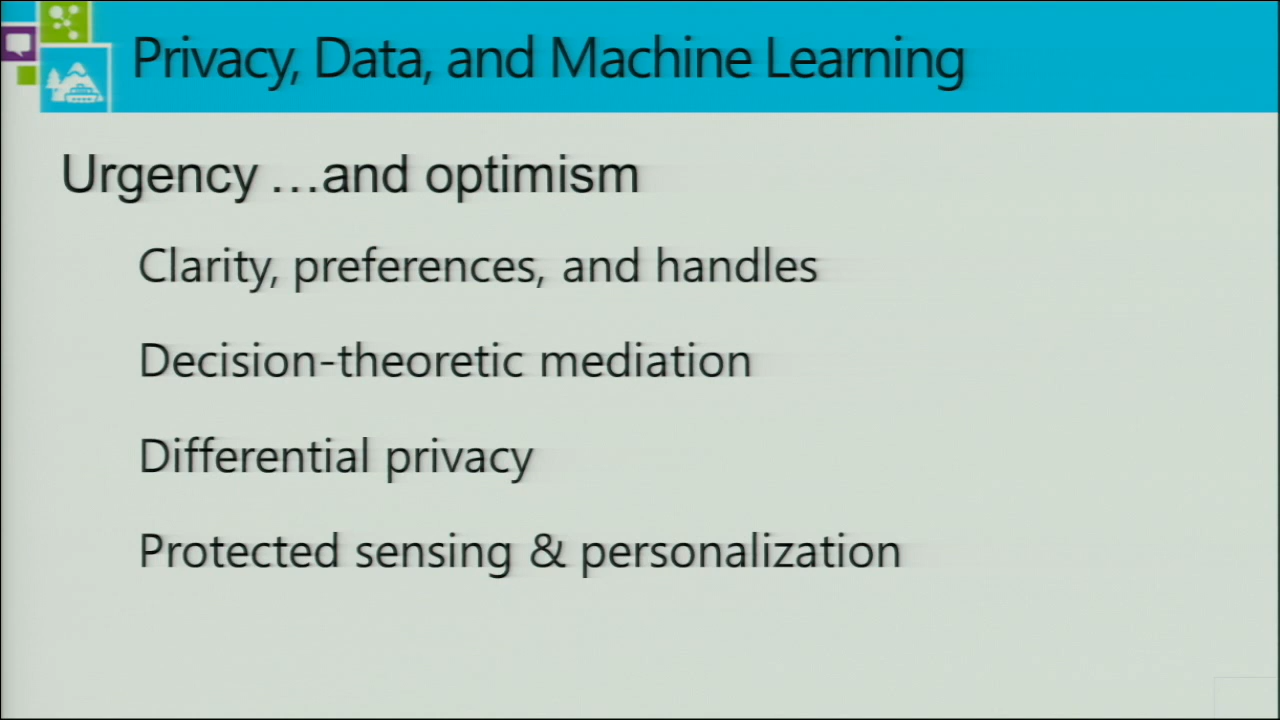 Privacy, Data, and Machine Learning
Urgency ...and optimism
Clarity, preferences, and handles
Decision-theoretic mediation
Differential privacy
Protected sensing & personalization